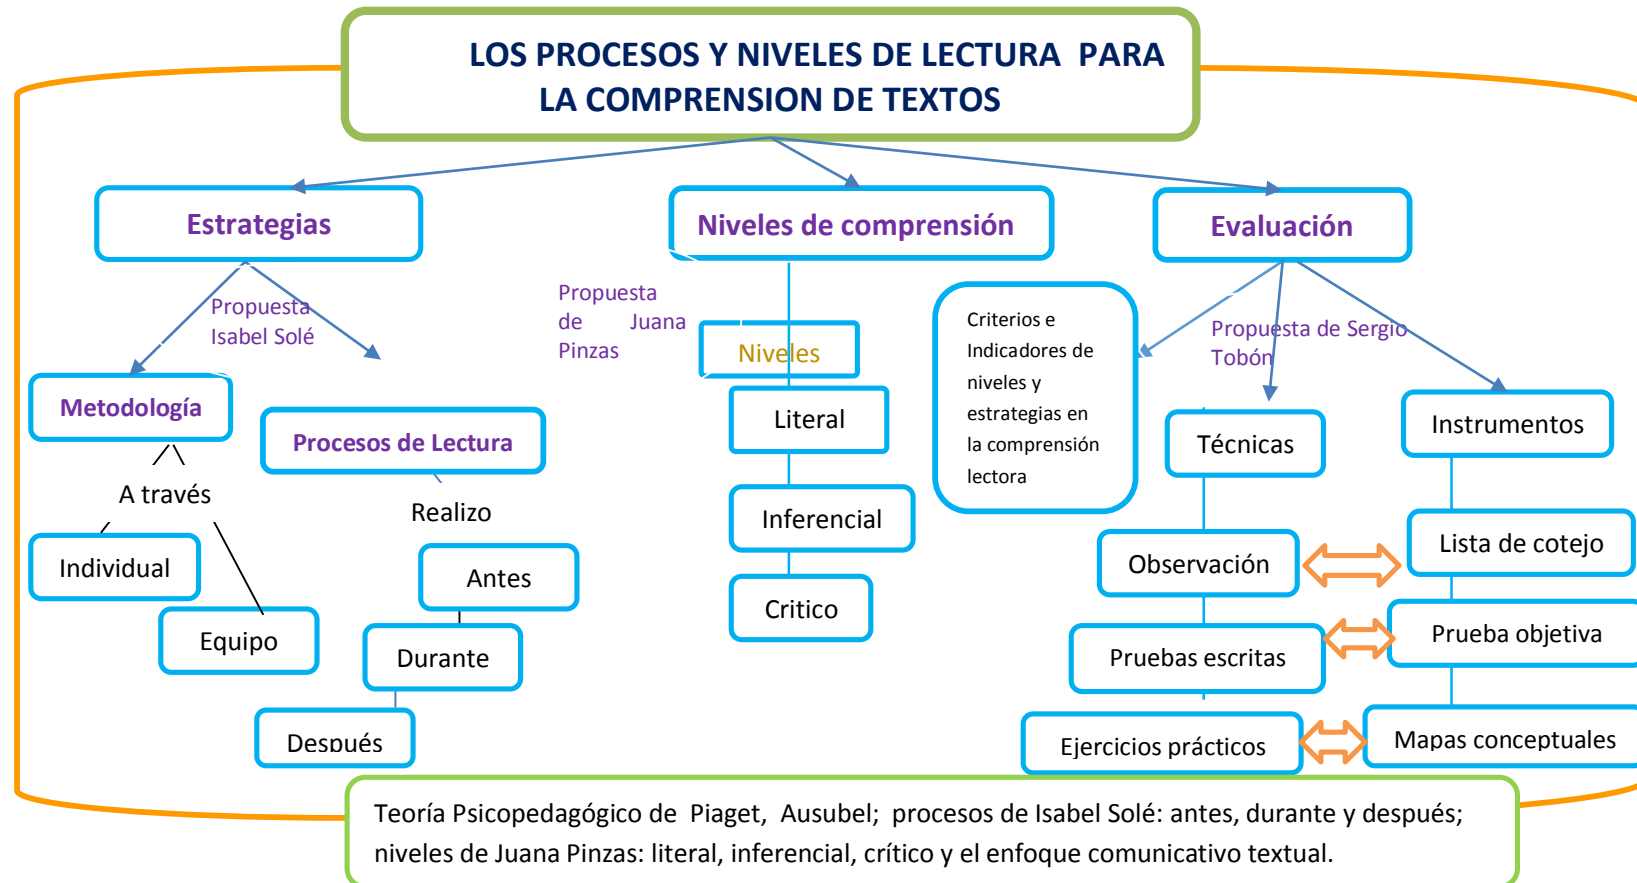 LOS PROCESOS Y NIVELES DE LECTURA PARA
LA COMPRENSION DE TEXTOS
Estrategias
Niveles de comprensión
Evaluación
Propuesta
Isabel Solé
Metodología
Procesos de Lectura
A través
Realizo
Individual
Equipo
Antes
Durante
Después
Propuesta
de Juana
Pinzas
Niveles
Literal
Inferencial
Critico
Criterios e
Indicadores de
niveles y
estrategias en
la comprensión
lectora
Propuesta de Sergio
Tobón
Técnicas
Instrumentos
Observación
Lista de cotejo
Pruebas escritas
Prueba objetiva
Ejercicios prácticos
Mapas conceptuales
Teoría Psicopedagógico de Piaget, Ausubel; procesos de Isabel Solé: antes, durante y después;
niveles de Juana Pinzas: literal, inferencial, crítico y el enfoque comunicativo textual.